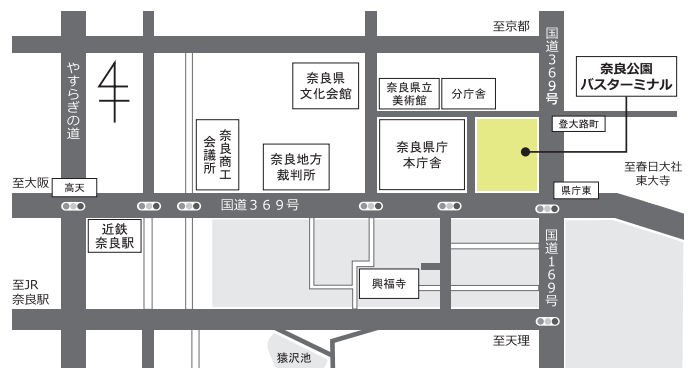 至京都
国道369号
奈良公園
バスターミナル
やすらぎの道
奈良県
文化会館
奈良県立
美術館
分庁舎
登大路町
奈良商工
会議所
奈良地方
裁判所
奈良県庁
本庁舎
至春日大社
東大寺
至大阪
高天
県庁東
国道369号
近鉄
奈良駅
国道169号
至JR
奈良駅
興福寺
猿沢池
至天理